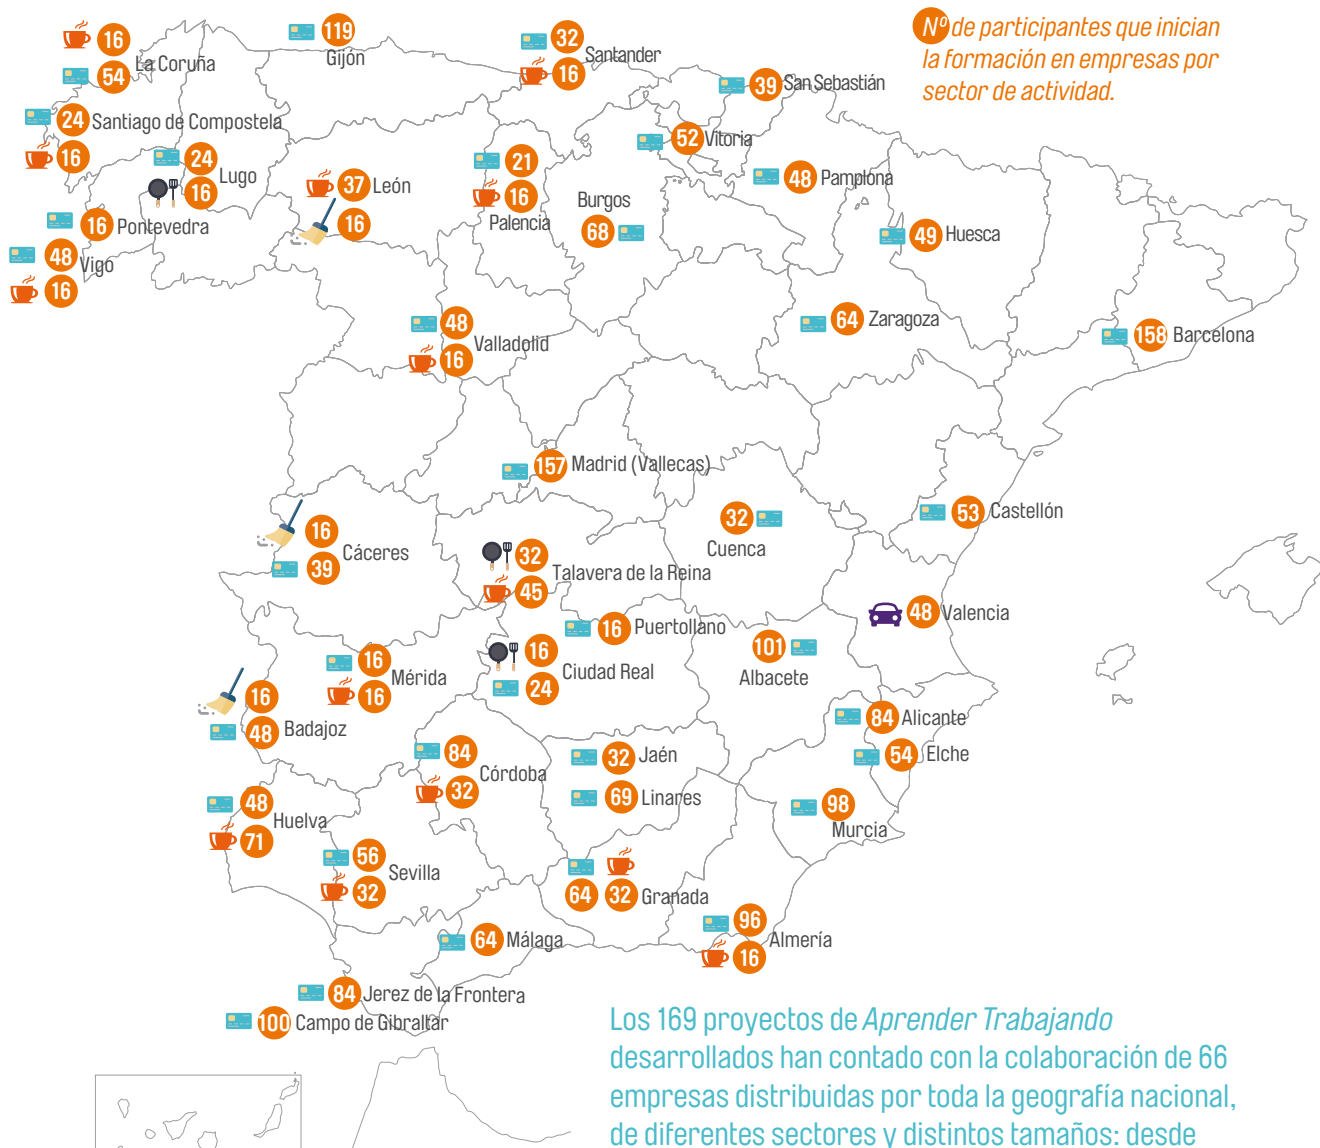 Nº de participantes que inician
la formación en empresas por
sector de actividad.
16
La Coruña
54
119
Gijón
32
Santander
16
39 San Sebastián
24 Santiago de Compostela
16
52 Vitoria
24
Lugo
16
37 León
16
21
16
Palencia
Burgos
68
48 Pamplona
16 Pontevedra
48 Vigo
16
49 Huesca
48
Valladolid
16
64 Zaragoza
158 Barcelona
157 Madrid (Vallecas)
16
Cáceres
39
32
Cuenca
53 Castellón
32
Talavera de la Reina
45
48 Valencia
16 Puertollano
16
Ciudad Real
24
101
Albacete
16
Mérida
16
16
48 Badajoz
84 Alicante
54 Elche
84
Córdoba
32
32 Jaén
69 Linares
98
Murcia
48
Huelva
71
56
Sevilla
32
64 32 Granada
96
Almería
16
64 Málaga
84 Jerez de la Frontera
100 Campo de Gibraltar
Los 169 proyectos de Aprender Trabajando
desarrollados han contado con la colaboración de 66
empresas distribuidas por toda la geografía nacional,
de diferentes sectores y distintos tamaños: desde